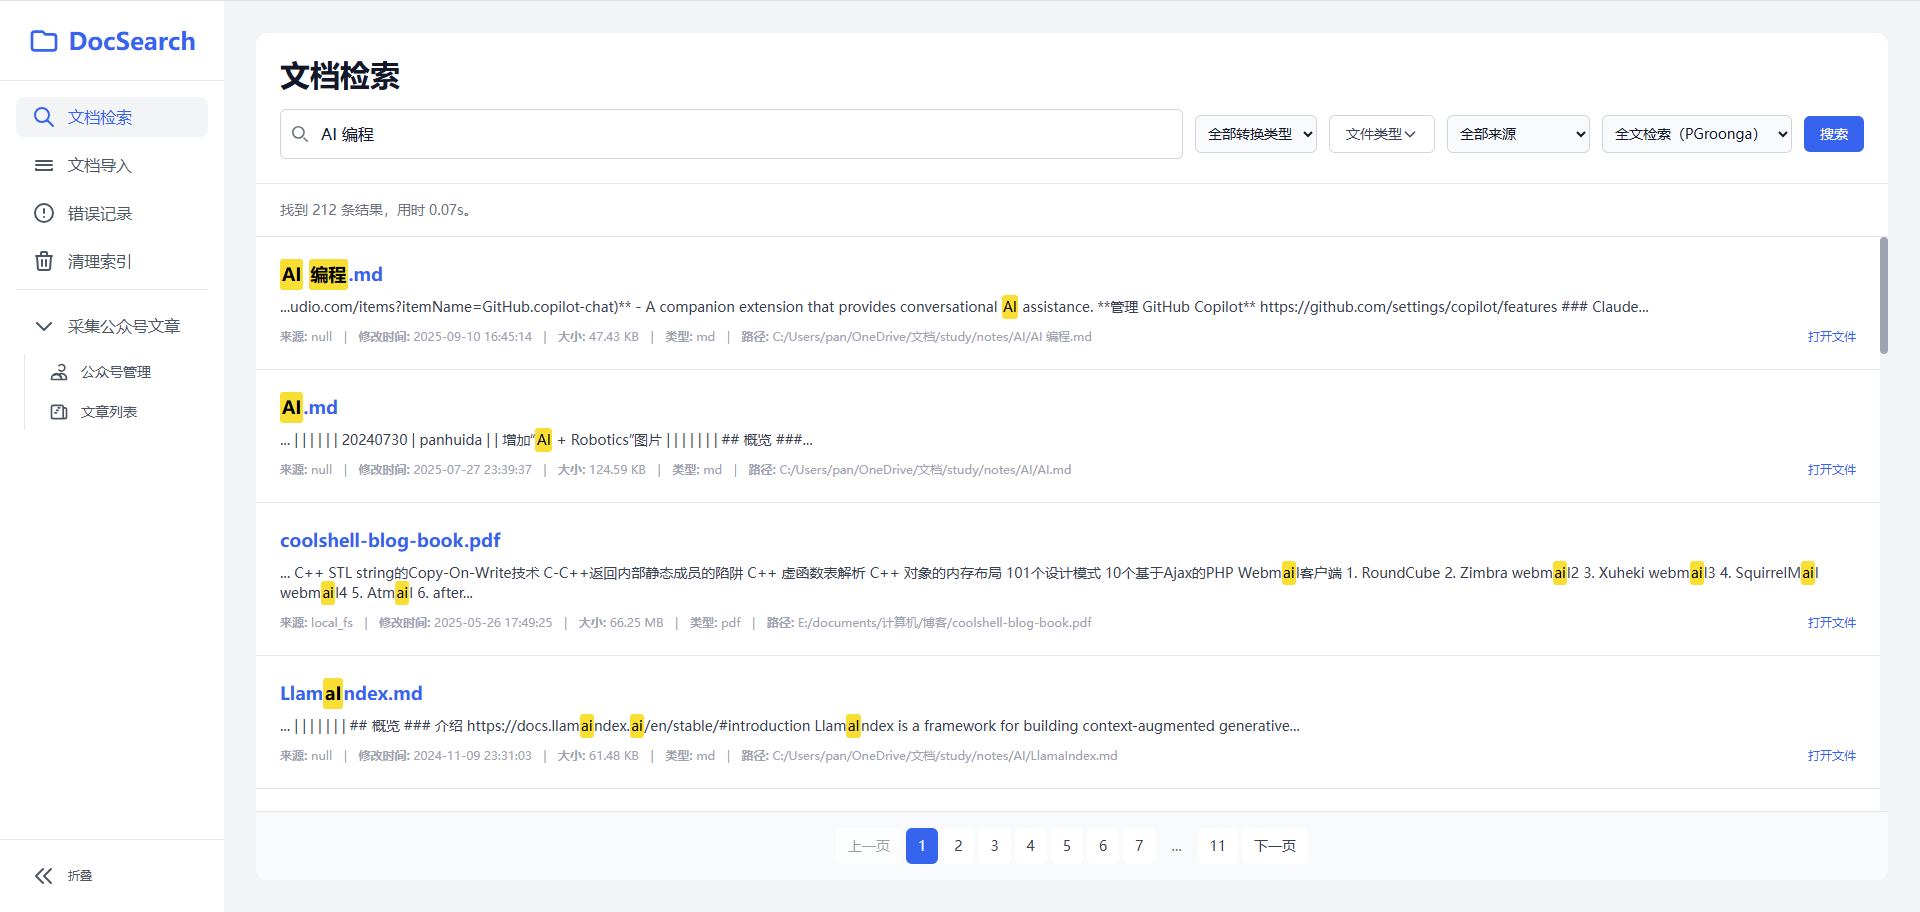 DocSearch
文档检索
文档导入
错误记录
清理索引
采集公众号文章
公众号管理
文章列表
折叠
文档检索
AI 编程
全部转换类型
文件类型
全部来源
全文检索（PGroonga）
搜索
找到 212 条结果，用时 0.07s。
AI 编程.md
...udio.com/items?itemName=GitHub.copilot-chat)** - A companion extension that provides conversational AI assistance. **管理 GitHub Copilot** https://github.com/settings/copilot/features ### Claude...
来源: null | 修改时间: 2025-09-10 16:45:14 | 大小: 47.43 KB | 类型: md | 路径: C:/Users/pan/OneDrive/文档/study/notes/AI/AI 编程.md
打开文件
AI.md
... | | | | | | 20240730 | panhuida | | 增加“AI + Robotics”图片 | | | | | | | ## 概览 ###...
来源: null | 修改时间: 2025-07-27 23:39:37 | 大小: 124.59 KB | 类型: md | 路径: C:/Users/pan/OneDrive/文档/study/notes/AI/AI.md
打开文件
coolshell-blog-book.pdf
... C++ STL string的Copy-On-Write技术 C-C++返回内部静态成员的陷阱 C++ 虚函数表解析 C++ 对象的内存布局 101个设计模式 10个基于Ajax的PHP Webmail客户端 1. RoundCube 2. Zimbra webmail2 3. Xuheki webmail3 4. SquirrelMail
webmail4 5. Atmail 6. after...
来源: local_fs | 修改时间: 2025-05-26 17:49:25 | 大小: 66.25 MB | 类型: pdf | 路径: E:/documents/计算机/博客/coolshell-blog-book.pdf
打开文件
LlamaIndex.md
... | | | | | | | ## 概览 ### 介绍 https://docs.llamaindex.ai/en/stable/#introduction LlamaIndex is a framework for building context-augmented generative...
来源: null | 修改时间: 2024-11-09 23:31:03 | 大小: 61.48 KB | 类型: md | 路径: C:/Users/pan/OneDrive/文档/study/notes/AI/LlamaIndex.md
打开文件
上一页 1 2 3 4 5 6 7 ... 11 下一页